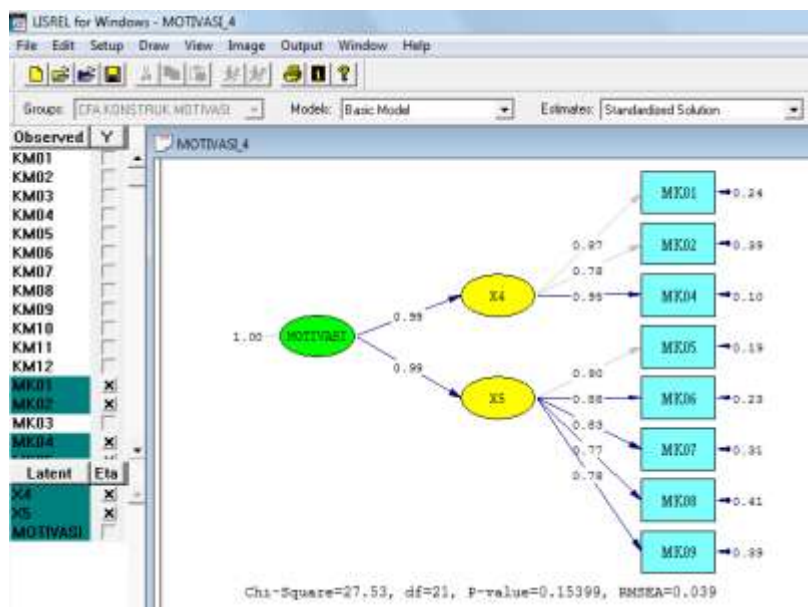 LISREL for Windows - MOTIVASI_4
File Edit Setup Draw View Image Output Window Help
Groups: CFA KONSTRUK MOTIVASI Models: Basic Model Estimates: Standardized Solution
Observed Y
KM01
KM02
KM03
KM04
KM05
KM06
KM07
KM08
KM09
KM10
KM11
KM12
MK01
MK02
MK03
MK04
Latent Eta
X4
X5
MOTIVASI
MOTIVASI_4
1.00
MOTIVASI
0.99
0.99
X4
X5
0.87
0.78
0.95
0.90
0.88
0.83
0.77
0.78
MK01 0.24
MK02 0.39
MK04 0.10
MK05 0.19
MK06 0.23
MK07 0.31
MK08 0.41
MK09 0.39
Chi-Square=27.53, df=21, P-value=0.15399, RMSEA=0.039